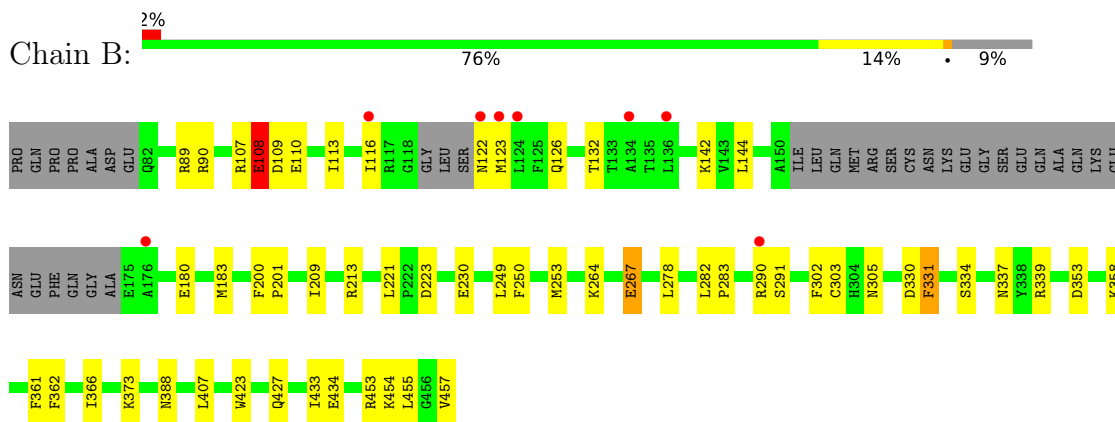 2%
Chain B:
76% 14% • 9%
PRO GLN PRO PRO ALA ASP GLU Q82 R89 R90 R107 E108 D109 E110 I113 I116 R117 G118 GLY LEU SER N122 M123 L124 F125 Q126 T132 T133 A134 T135 L136 K142 V143 L144 A150 ILE LEU GLN MET ARG SER CYS ASN LYS GLU GLY SER GLU GLN ALA GLN LYS GLU
ASN GLU PHE GLN GLY ALA E175 A176 E180 M183 F200 P201 I209 R213 L221 P222 D223 E230 L249 F250 M253 K264 E267 L278 L282 P283 R290 S291 F302 C303 H304 N305 D330 F331 S334 N337 Y338 R339 D353 K358
F361 F362 I366 K373 N388 L407 W423 Q427 I433 E434 R453 K454 L455 G456 V457